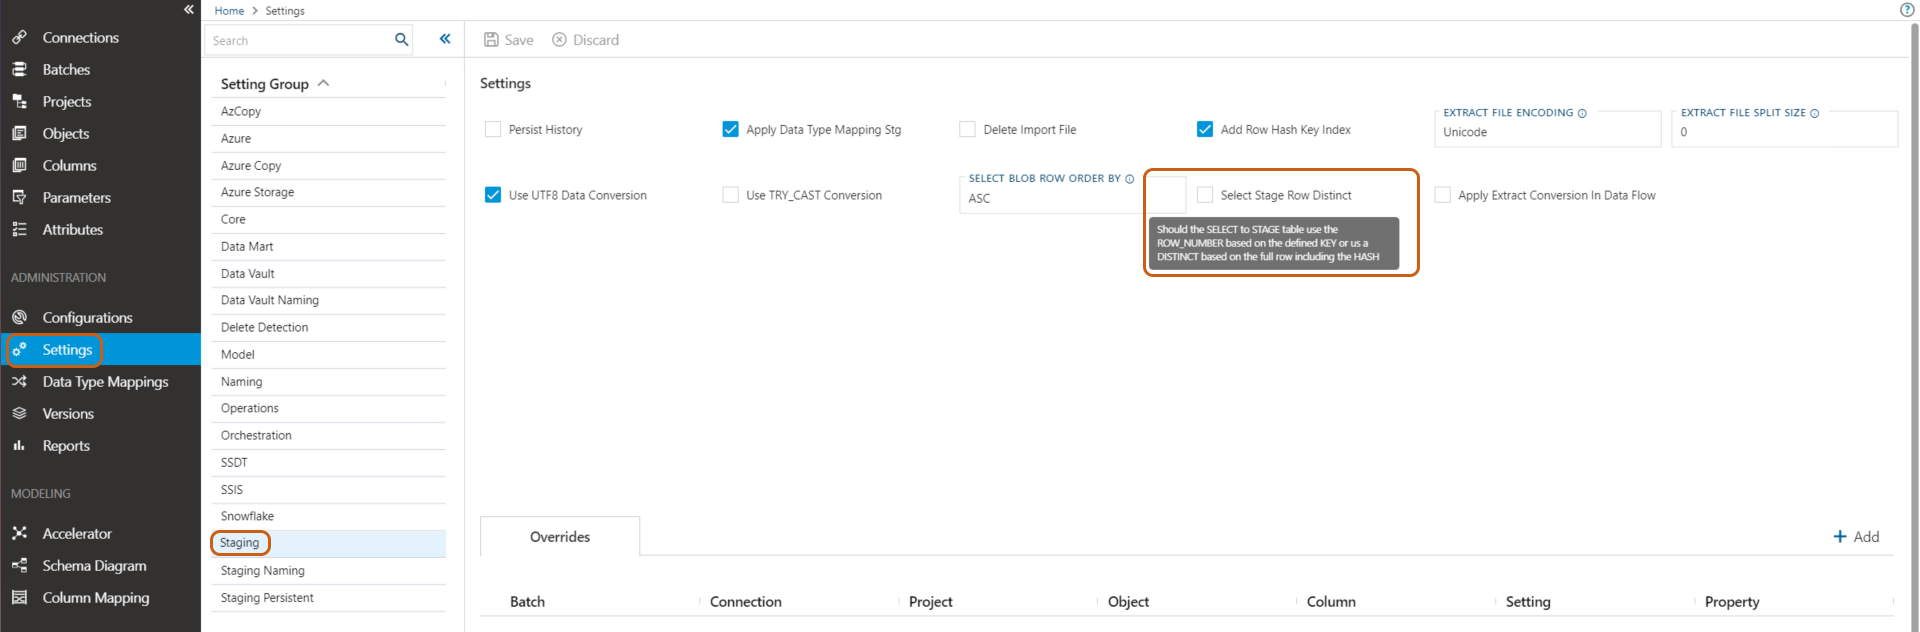 Home > Settings
Connections
Batches
Projects
Objects
Columns
Parameters
Attributes
ADMINISTRATION
Configurations
Settings
Data Type Mappings
Versions
Reports
MODELING
Accelerator
Schema Diagram
Column Mapping
Search
Setting Group
AzCopy
Azure
Azure Copy
Azure Storage
Core
Data Mart
Data Vault
Data Vault Naming
Delete Detection
Model
Naming
Operations
Orchestration
SSDT
SSIS
Snowflake
Staging
Staging Naming
Staging Persistent
Save Discard
Settings
Persist History
Apply Data Type Mapping Stg
Delete Import File
Add Row Hash Key Index
EXTRACT FILE ENCODING
Unicode
EXTRACT FILE SPLIT SIZE
0
Use UTF8 Data Conversion
Use TRY_CAST Conversion
SELECT BLOB ROW ORDER BY
ASC
Select Stage Row Distinct
Apply Extract Conversion In Data Flow
Should the SELECT to STAGE table use the
ROW_NUMBER based on the defined KEY or us a
DISTINCT based on the full row including the HASH
Overrides
+ Add
Batch Connection Project Object Column Setting Property